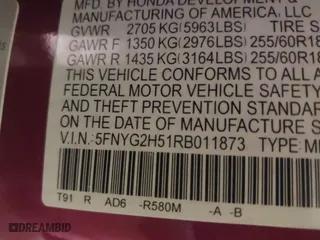 MFD. BY HONDA DEVELOPMENT &
MANUFACTURING OF AMERICA, LLC
GVWR 2705 KG(5963LBS) TIRE S
GAWR F 1350 KG(2976LBS) 255/60R18
GAWR R 1435 KG(3164LBS) 255/60R18
THIS VEHICLE CONFORMS TO ALL A
FEDERAL MOTOR VEHICLE SAFETY
AND THEFT PREVENTION STANDARD
ON THE DATE OF MANUFACTURE SH
V.I.N.:5FNYG2H51RB011873 TYPE:M
T91 R AD6 -R580M -A -B
DREAMBID